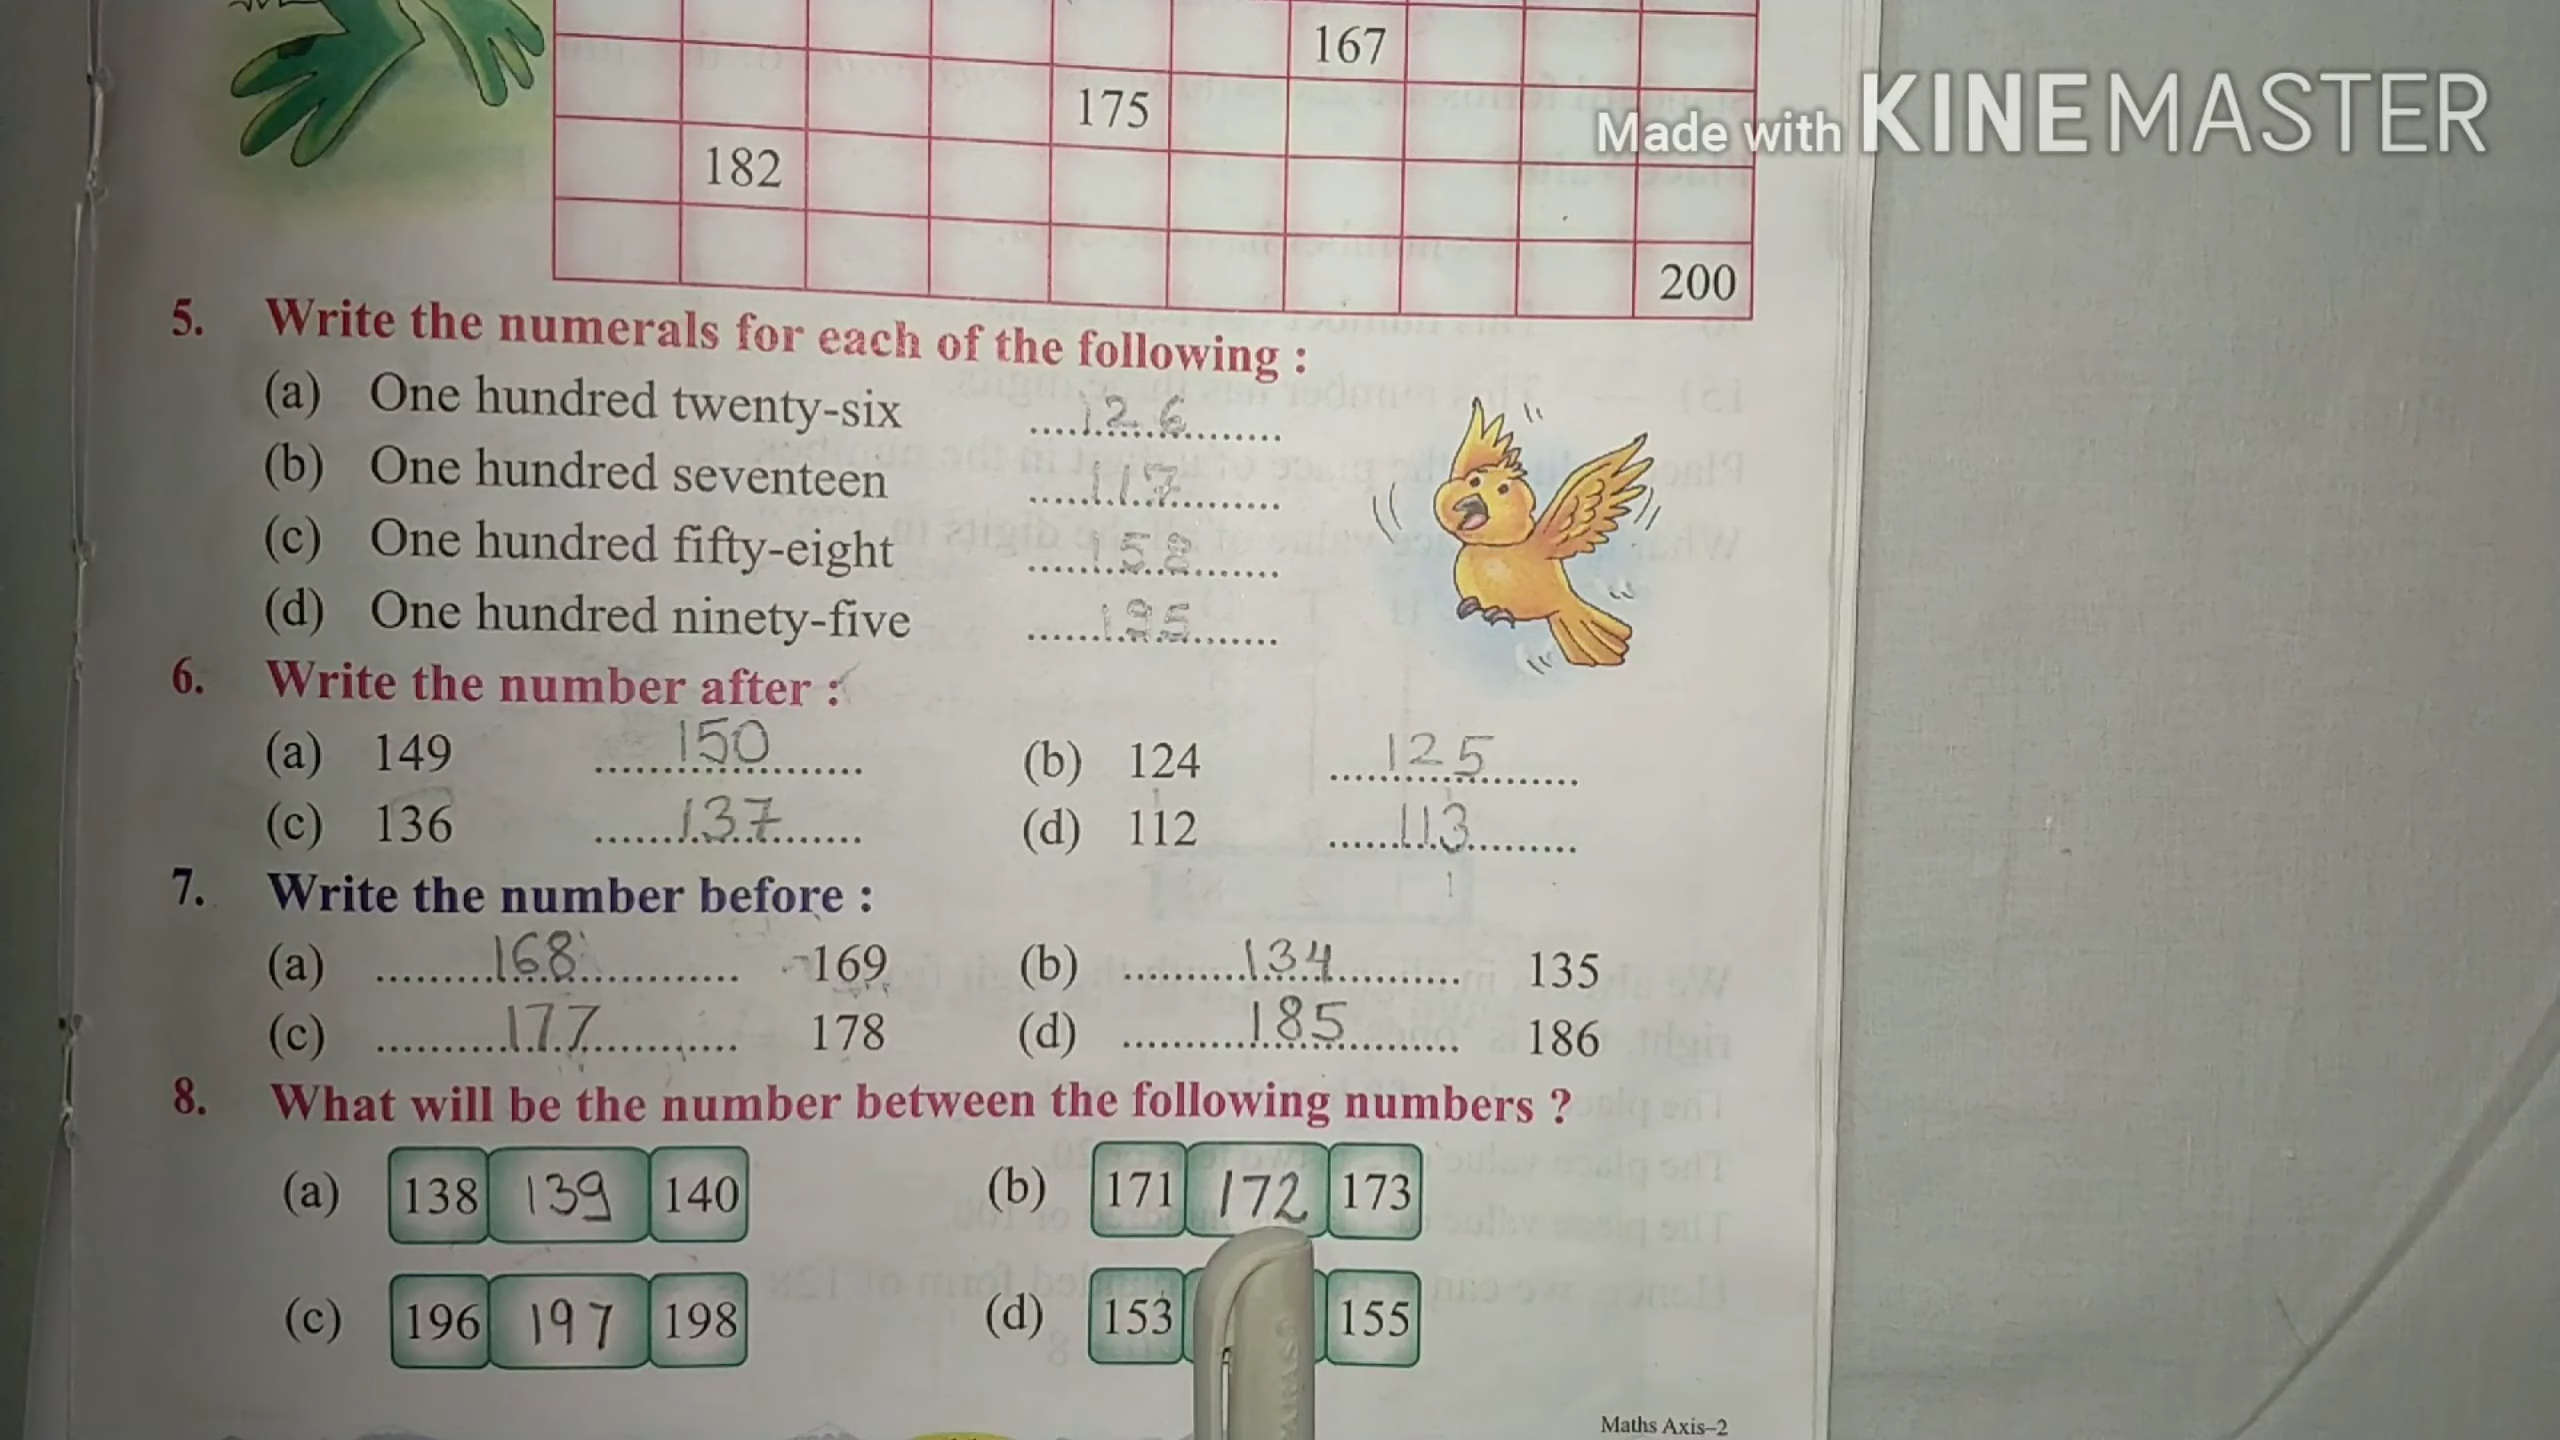 167
Made with KINEMASTER
175
182
200
5. Write the numerals for each of the following :
(a) One hundred twenty-six ....126....
(b) One hundred seventeen ....117....
(c) One hundred fifty-eight ....158....
(d) One hundred ninety-five ....195....
6. Write the number after :
(a) 149 ....150.... (b) 124 ....125....
(c) 136 ....137.... (d) 112 ....113....
7. Write the number before :
(a) ....168.... 169 (b) ....134.... 135
(c) ....177.... 178 (d) ....185.... 186
8. What will be the number between the following numbers ?
(a) 138 139 140 (b) 171 172 173
(c) 196 197 198 (d) 153 155
Maths Axis-2